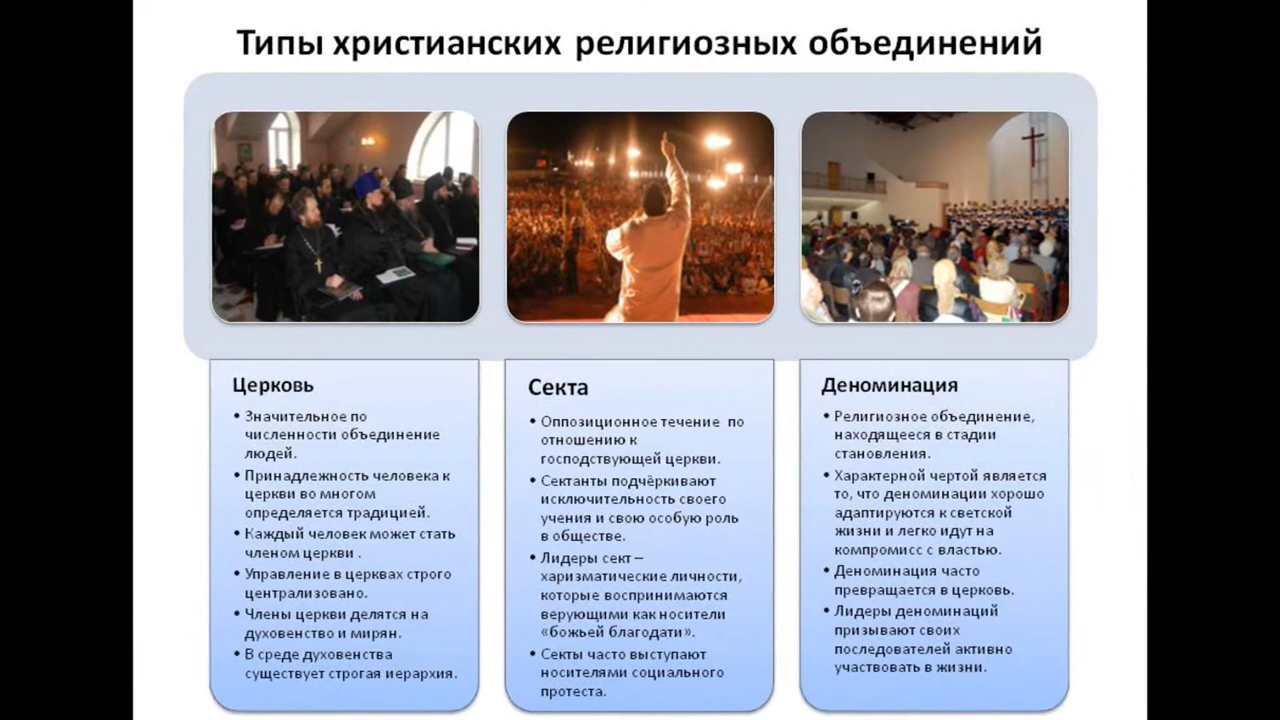 Типы христианских религиозных объединений
Церковь
• Значительное по
численности объединение
людей.
• Принадлежность человека к
церкви во многом
определяется традицией.
• Каждый человек может стать
членом церкви .
• Управление в церквах строго
централизовано.
• Члены церкви делятся на
духовенство и мирян.
• В среде духовенства
существует строгая иерархия.
Секта
• Оппозиционное течение по
отношению к
господствующей церкви.
• Сектанты подчёркивают
исключительность своего
учения и свою особую роль
в обществе.
• Лидеры сект –
харизматические личности,
которые воспринимаются
верующими как носители
«божьей благодати».
• Секты часто выступают
носителями социального
протеста.
Деноминация
• Религиозное объединение,
находящееся в стадии
становления.
• Характерной чертой является
то, что деноминации хорошо
адаптируются к светской
жизни и легко идут на
компромисс с властью.
• Деноминация часто
превращается в церковь.
• Лидеры деноминаций
призывают своих
последователей активно
участвовать в жизни.